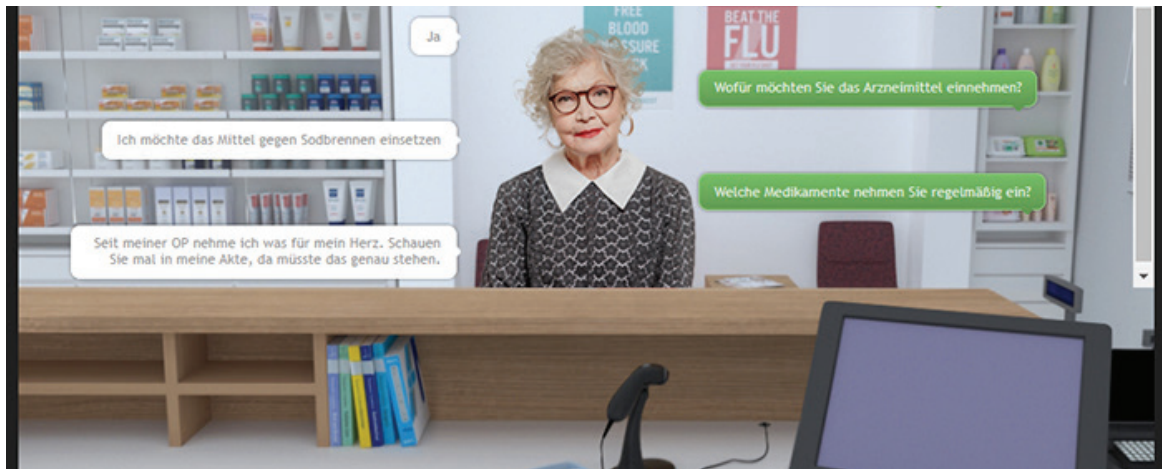 FREE
BLOOD
PRESSURE
CHECK
BEAT THE
FLU
Ja
Wofür möchten Sie das Arzneimittel einnehmen?
Ich möchte das Mittel gegen Sodbrennen einsetzen
Welche Medikamente nehmen Sie regelmäßig ein?
Seit meiner OP nehme ich was für mein Herz. Schauen
Sie mal in meine Akte, da müsste das genau stehen.